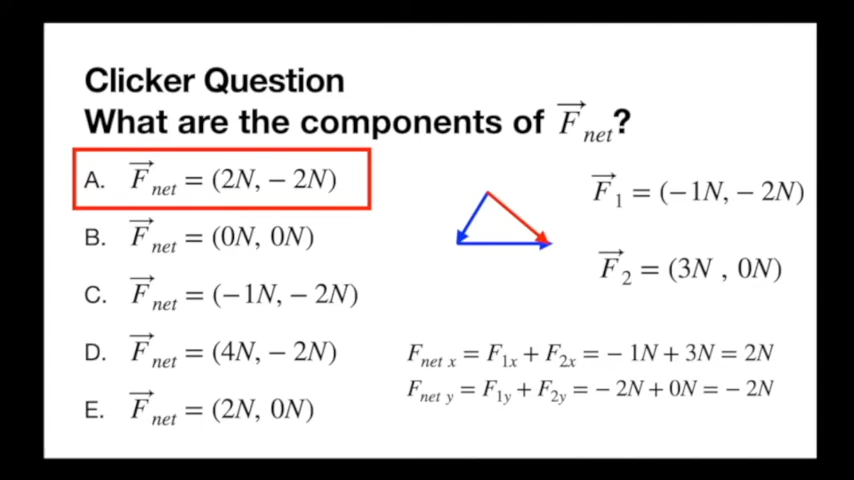 Clicker Question
What are the components of F⃗ net?
A. F⃗ net = (2N, − 2N)
B. F⃗ net = (0N, 0N)
C. F⃗ net = (−1N, − 2N)
D. F⃗ net = (4N, − 2N)
E. F⃗ net = (2N, 0N)
F⃗ 1 = (−1N, − 2N)
F⃗ 2 = (3N , 0N)
F net x = F1x + F2x = − 1N + 3N = 2N
F net y = F1y + F2y = − 2N + 0N = − 2N